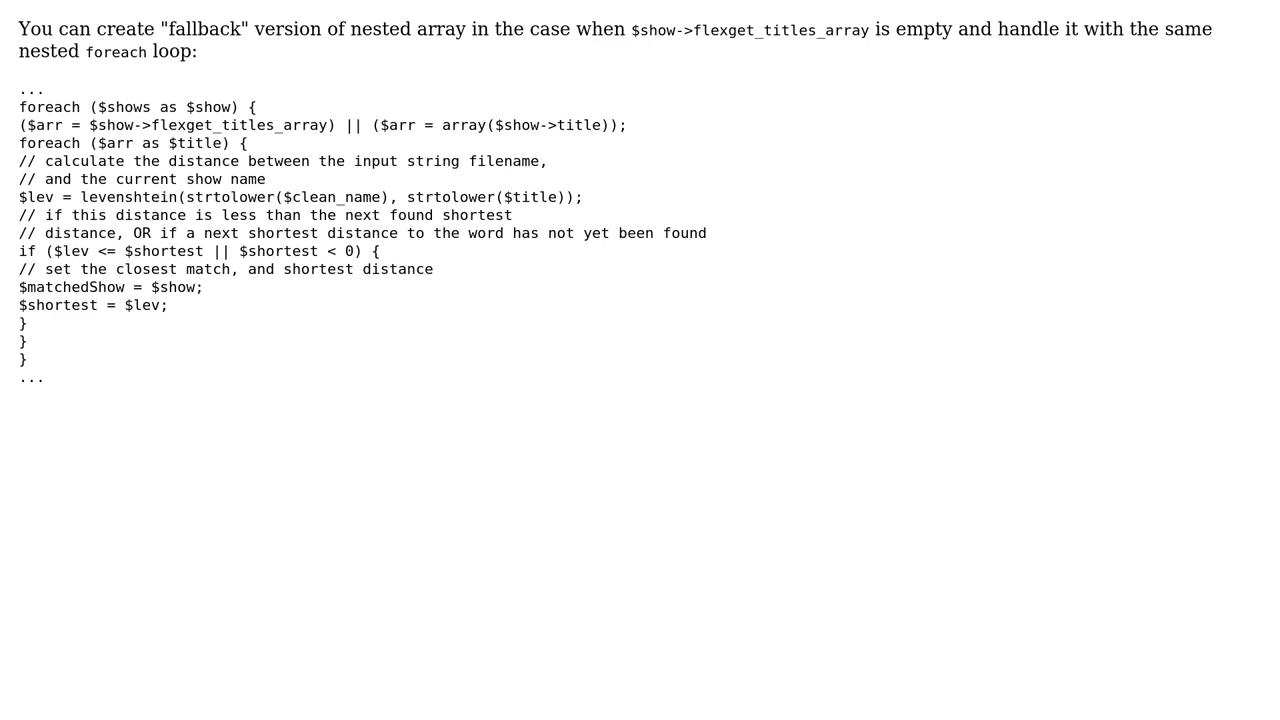 You can create "fallback" version of nested array in the case when $show->flexget_titles_array is empty and handle it with the same
nested foreach loop:
...
foreach ($shows as $show) {
($arr = $show->flexget_titles_array) || ($arr = array($show->title));
foreach ($arr as $title) {
// calculate the distance between the input string filename,
// and the current show name
$lev = levenshtein(strtolower($clean_name), strtolower($title));
// if this distance is less than the next found shortest
// distance, OR if a next shortest distance to the word has not yet been found
if ($lev <= $shortest || $shortest < 0) {
// set the closest match, and shortest distance
$matchedShow = $show;
$shortest = $lev;
}
}
}
...